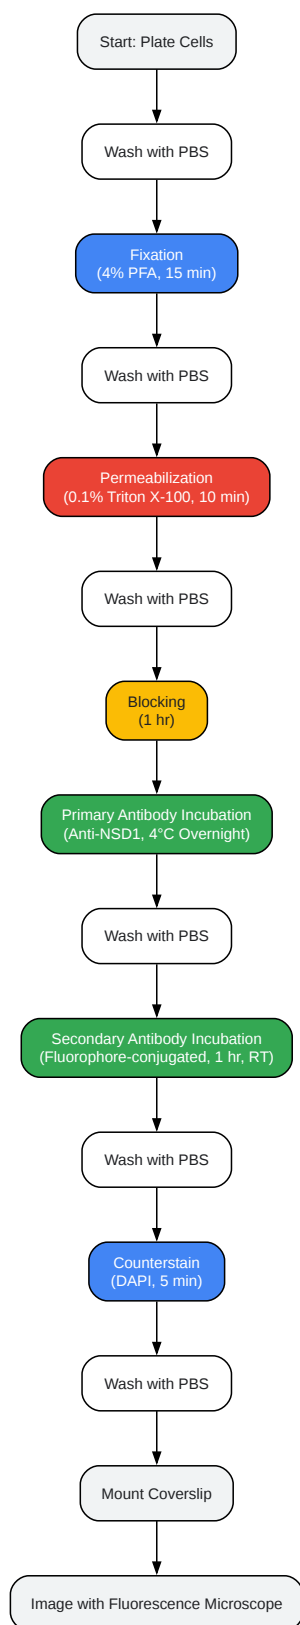 Start: Plate Cells
Wash with PBS
Fixation
(4% PFA, 15 min)
Wash with PBS
Permeabilization
(0.1% Triton X-100, 10 min)
Wash with PBS
Blocking
(1 hr)
Primary Antibody Incubation
(Anti-NSD1, 4°C Overnight)
Wash with PBS
Secondary Antibody Incubation
(Fluorophore-conjugated, 1 hr, RT)
Wash with PBS
Counterstain
(DAPI, 5 min)
Wash with PBS
Mount Coverslip
Image with Fluorescence Microscope